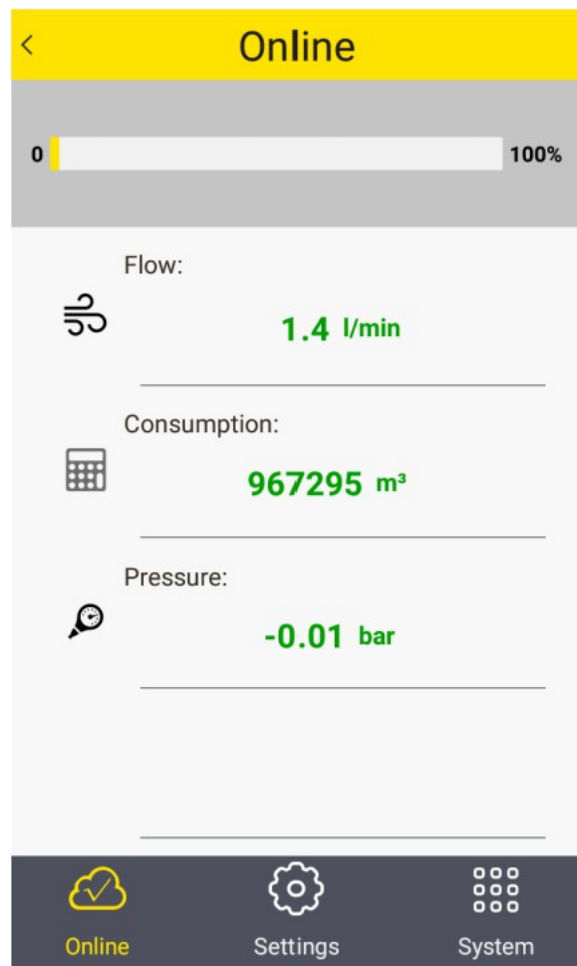 Online
0 100%
Flow:
1.4 l/min
Consumption:
967295 m³
Pressure:
-0.01 bar
Online Settings System